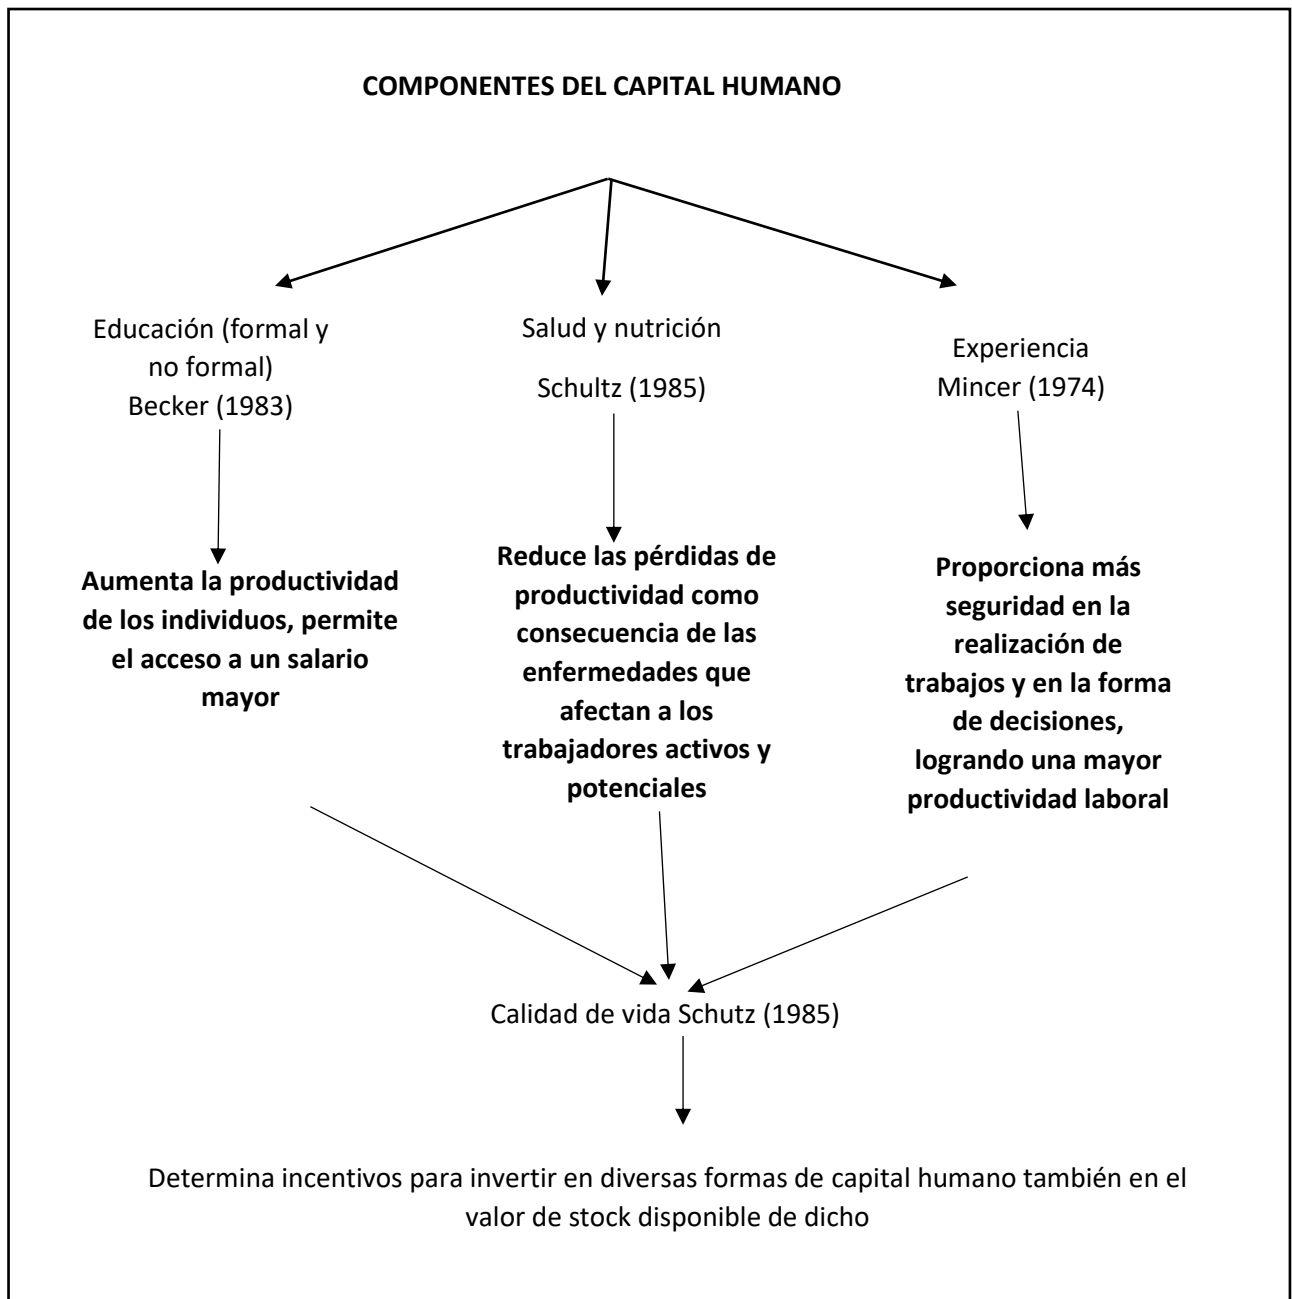 COMPONENTES DEL CAPITAL HUMANO
Educación (formal y
no formal)
Becker (1983)
Salud y nutrición
Schultz (1985)
Experiencia
Mincer (1974)
Aumenta la productividad
de los individuos, permite
el acceso a un salario
mayor
Reduce las pérdidas de
productividad como
consecuencia de las
enfermedades que
afectan a los
trabajadores activos y
potenciales
Proporciona más
seguridad en la
realización de
trabajos y en la forma
de decisiones,
logrando una mayor
productividad laboral
Calidad de vida Schutz (1985)
Determina incentivos para invertir en diversas formas de capital humano también en el
valor de stock disponible de dicho